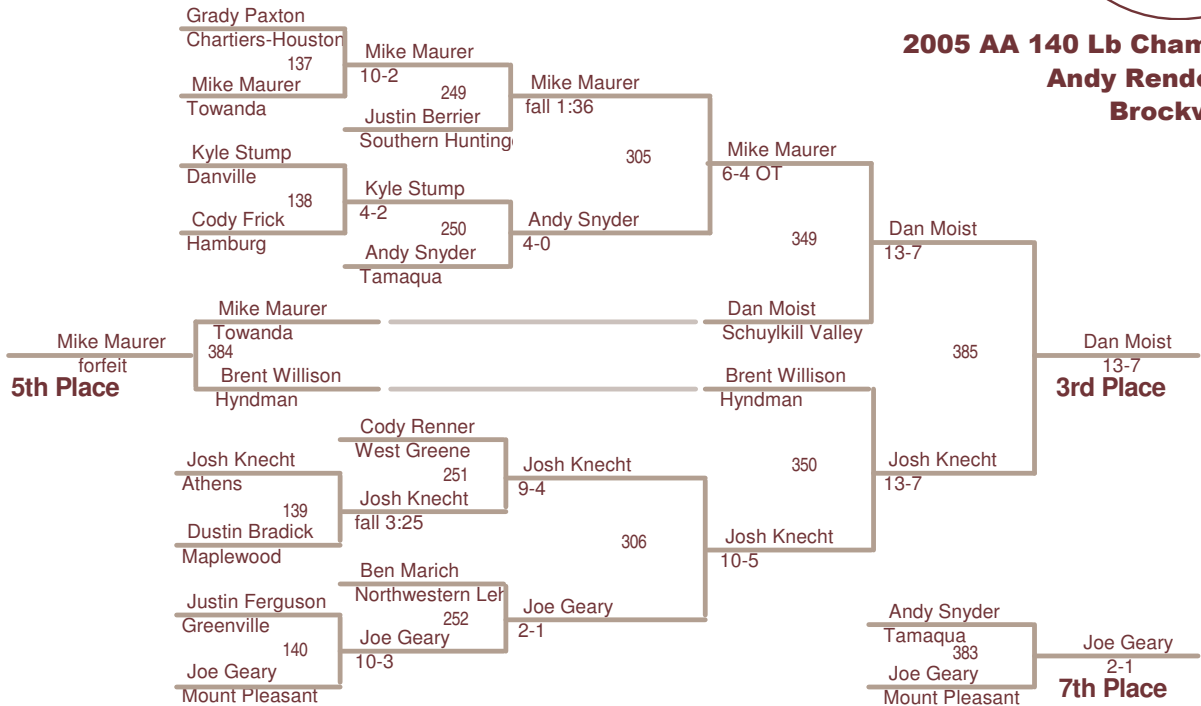 2005 AA 140 Lb Cham
Andy Rende
Brockv
Grady Paxton
Chartiers-Houston
137
Mike Maurer
Towanda
Mike Maurer
10-2
249
Justin Berrier
Southern Hunting
Mike Maurer
fall 1:36
Kyle Stump
Danville
138
Cody Frick
Hamburg
Kyle Stump
4-2
250
Andy Snyder
Tamaqua
Andy Snyder
4-0
305
Mike Maurer
6-4 OT
349
Dan Moist
Schuylkill Valley
Dan Moist
13-7
Mike Maurer
Towanda
384
Brent Willison
Hyndman
Mike Maurer
forfeit
5th Place
Brent Willison
Hyndman
385
Dan Moist
13-7
3rd Place
Cody Renner
West Greene
251
Josh Knecht
Athens
139
Dustin Bradick
Maplewood
Josh Knecht
fall 3:25
Josh Knecht
9-4
350
Josh Knecht
13-7
306
Josh Knecht
10-5
Ben Marich
Northwestern Leh
252
Justin Ferguson
Greenville
140
Joe Geary
Mount Pleasant
Joe Geary
10-3
Joe Geary
2-1
Andy Snyder
Tamaqua
383
Joe Geary
Mount Pleasant
Joe Geary
2-1
7th Place